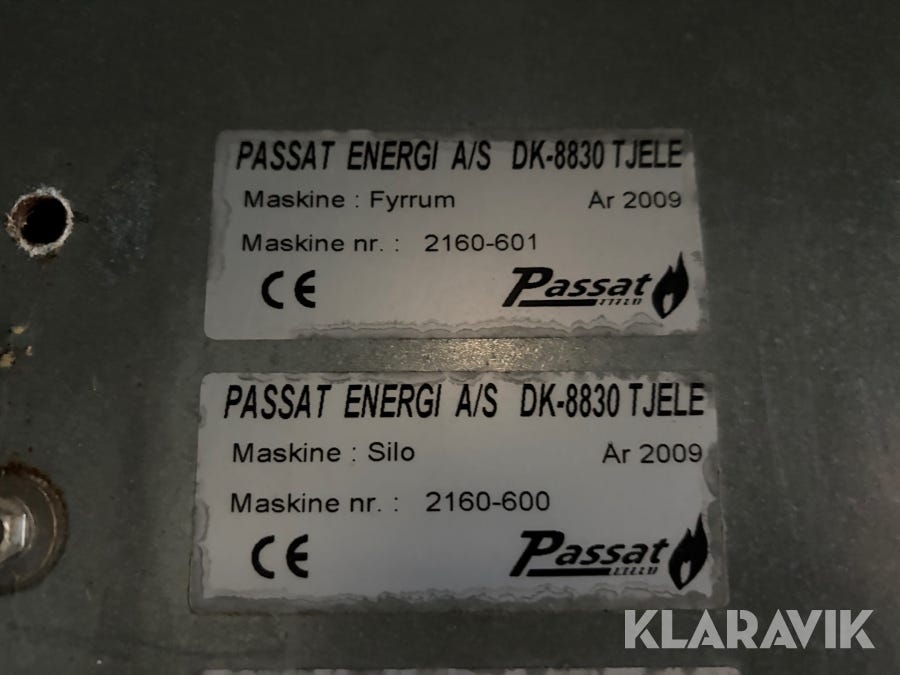 PASSAT ENERGI A/S DK-8830 TJELE
Maskine : Fyrrum Ar 2009
Maskine nr. : 2160-601
CE Passat
PASSAT ENERGI A/S DK-8830 TJELE
Maskine : Silo Ar 2009
Maskine nr. : 2160-600
CE Passat
KLARAVIK